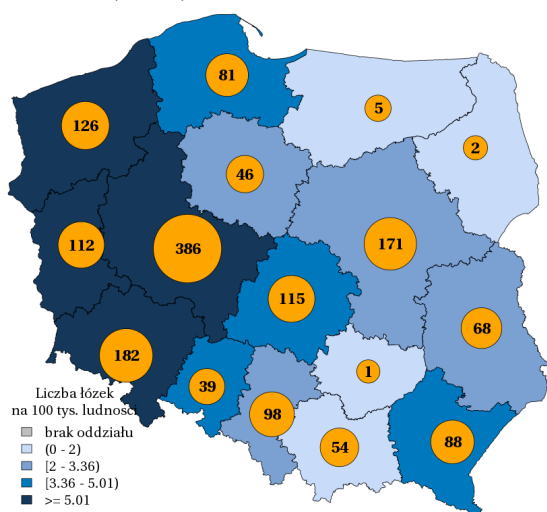 81
126
5
2
46
112
386
171
115
68
182
39
1
98
54
88
Liczba łózek
na 100 tys. ludności
brak oddziału
(0 - 2)
[2 - 3.36)
[3.36 - 5.01)
>= 5.01